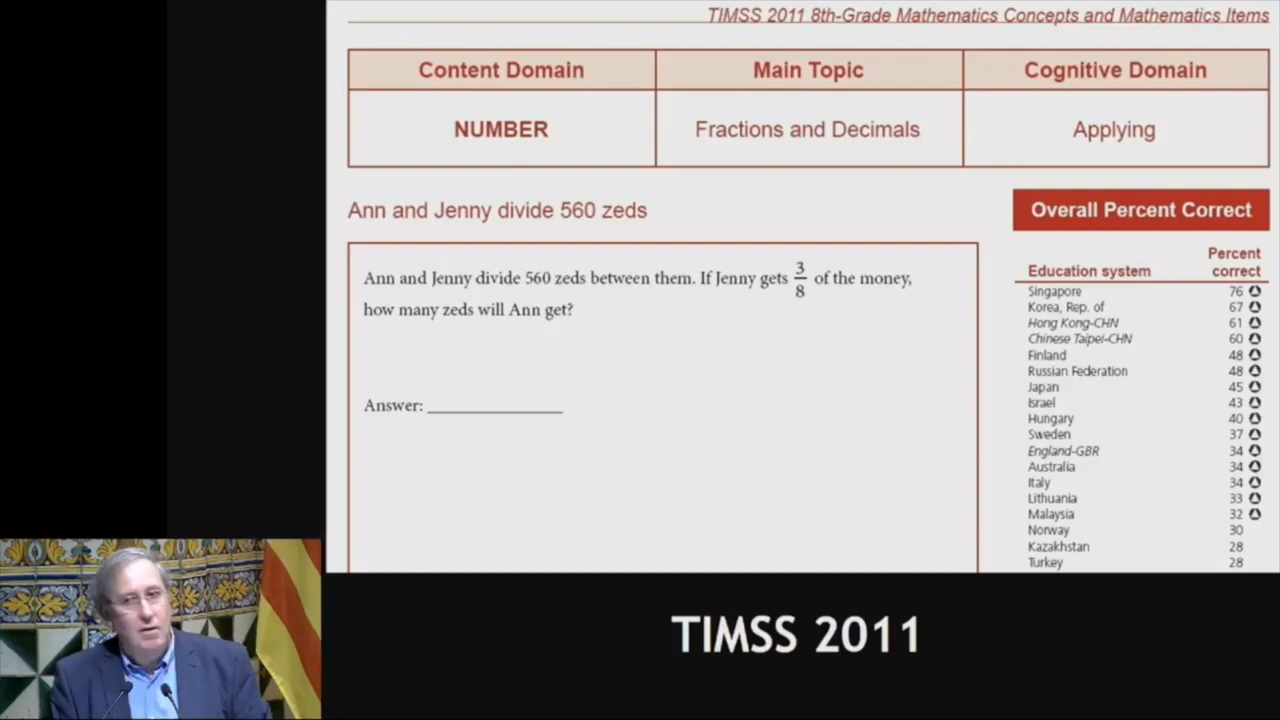 TIMSS 2011 8th-Grade Mathematics Concepts and Mathematics Items
Content Domain Main Topic Cognitive Domain
NUMBER Fractions and Decimals Applying
Ann and Jenny divide 560 zeds
Ann and Jenny divide 560 zeds between them. If Jenny gets 3/8 of the money,
how many zeds will Ann get?
Answer: ______________
Overall Percent Correct
Percent
Education system correct
Singapore 76
Korea, Rep. of 67
Hong Kong-CHN 61
Chinese Taipei-CHN 60
Finland 48
Russian Federation 48
Japan 45
Israel 43
Hungary 40
Sweden 37
England-GBR 34
Australia 34
Italy 34
Lithuania 33
Malaysia 32
Norway 30
Kazakhstan 28
Turkey 28
TIMSS 2011